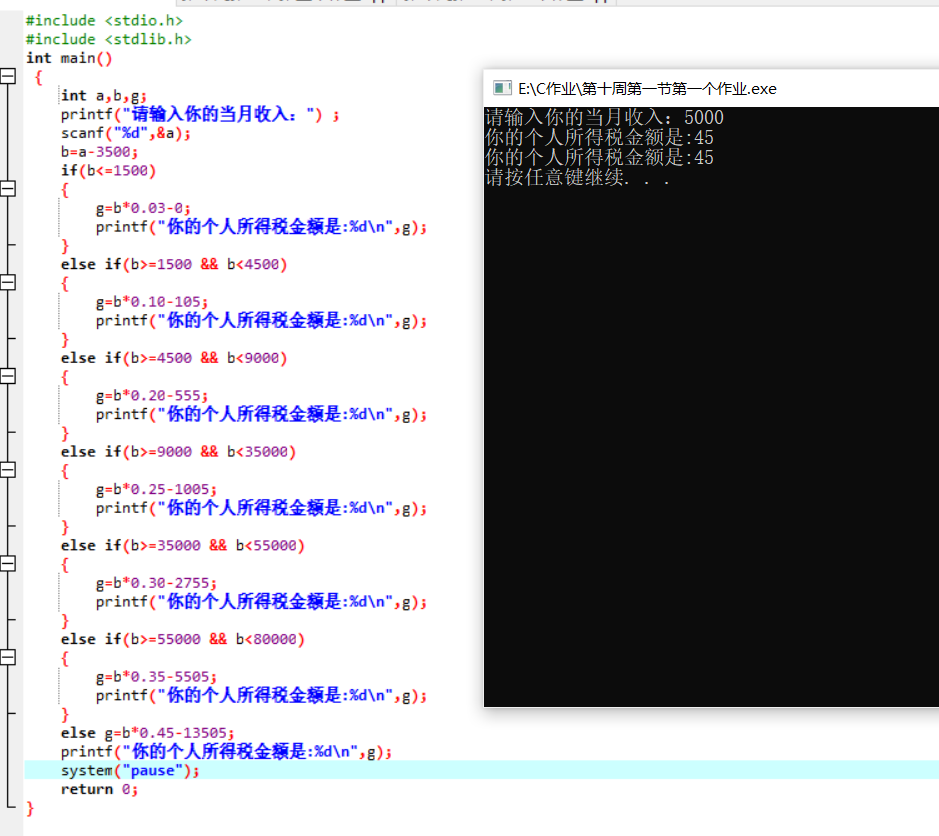 #include <stdio.h>
#include <stdlib.h>
int main()
{
int a,b,g;
printf("请输入你的当月收入：") ;
scanf("%d",&a);
b=a-3500;
if(b<=1500)
{
g=b*0.03-0;
printf("你的个人所得税金额是:%d\n",g);
}
else if(b>=1500 && b<4500)
{
g=b*0.10-105;
printf("你的个人所得税金额是:%d\n",g);
}
else if(b>=4500 && b<9000)
{
g=b*0.20-555;
printf("你的个人所得税金额是:%d\n",g);
}
else if(b>=9000 && b<35000)
{
g=b*0.25-1005;
printf("你的个人所得税金额是:%d\n",g);
}
else if(b>=35000 && b<55000)
{
g=b*0.30-2755;
printf("你的个人所得税金额是:%d\n",g);
}
else if(b>=55000 && b<80000)
{
g=b*0.35-5505;
printf("你的个人所得税金额是:%d\n",g);
}
else g=b*0.45-13505;
printf("你的个人所得税金额是:%d\n",g);
system("pause");
return 0;
}
E:\C作业\第十周第一节第一个作业.exe
请输入你的当月收入：5000
你的个人所得税金额是:45
你的个人所得税金额是:45
请按任意键继续. . .